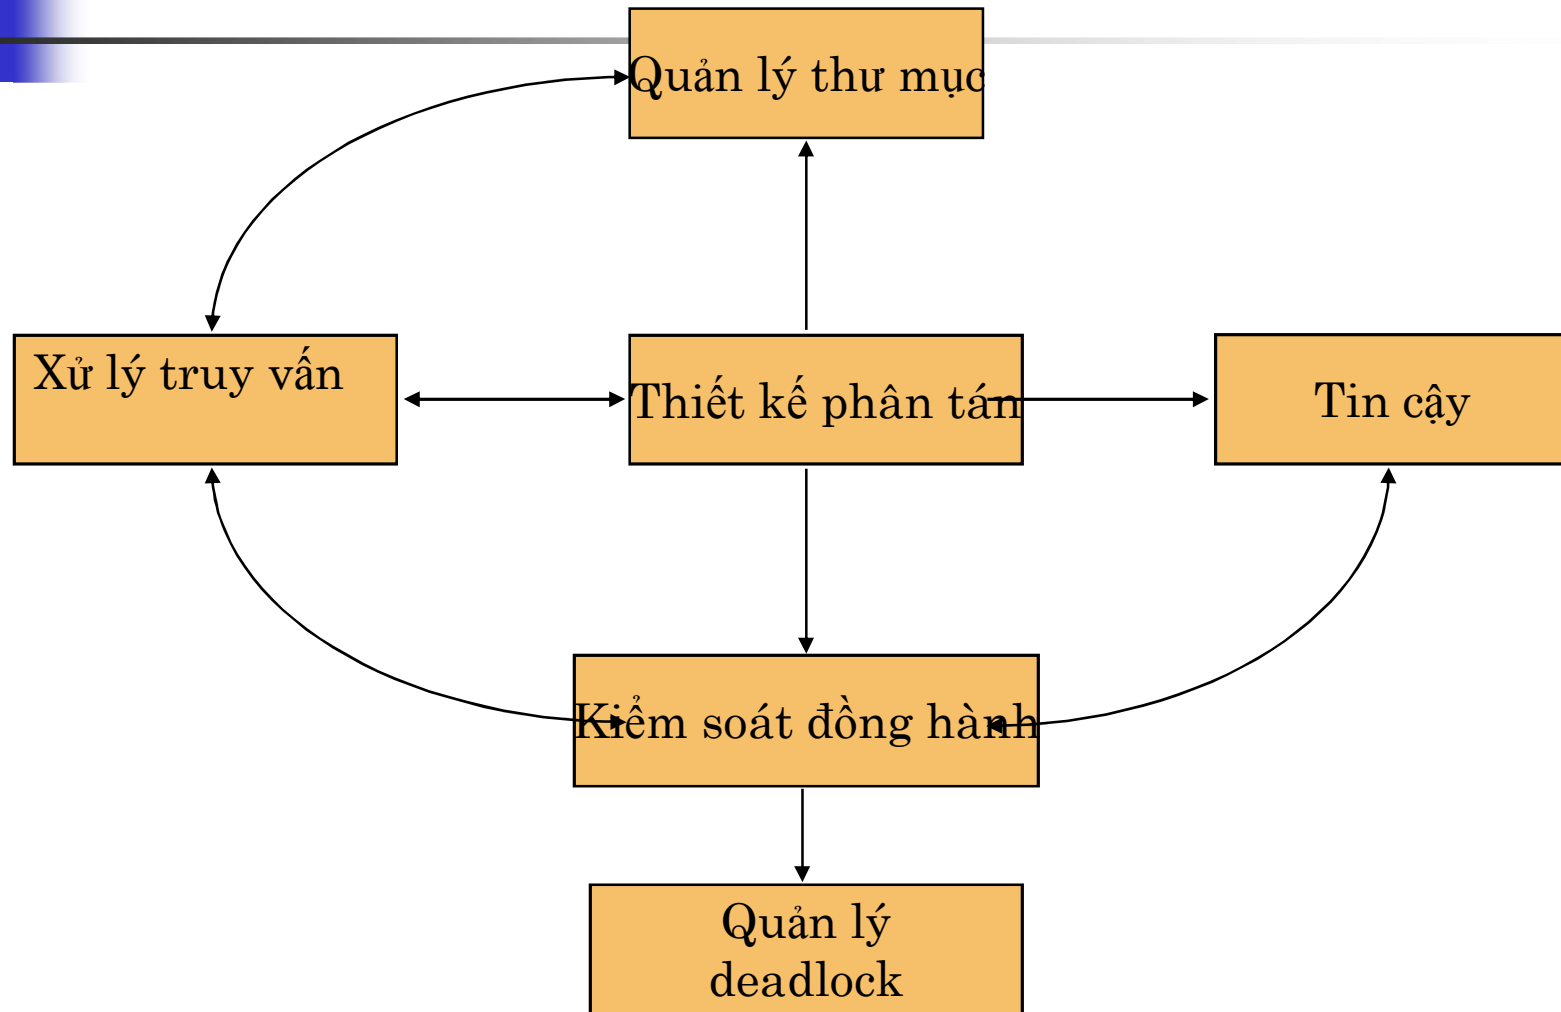 Quản lý thư mục
Xử lý truy vấn
Thiết kế phân tán
Tin cậy
Kiểm soát đồng hành
Quản lý
deadlock